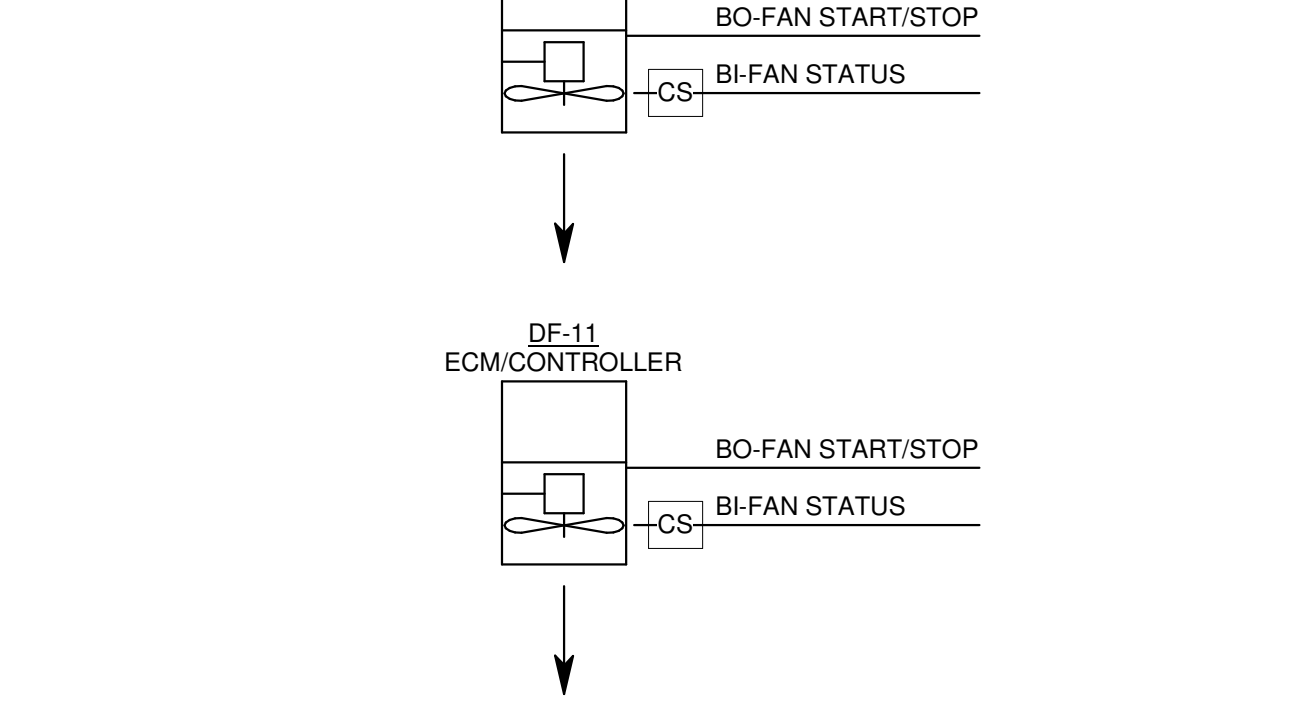 BO-FAN START/STOP
BI-FAN STATUS
CS
DF-11
ECM/CONTROLLER
BO-FAN START/STOP
BI-FAN STATUS
CS